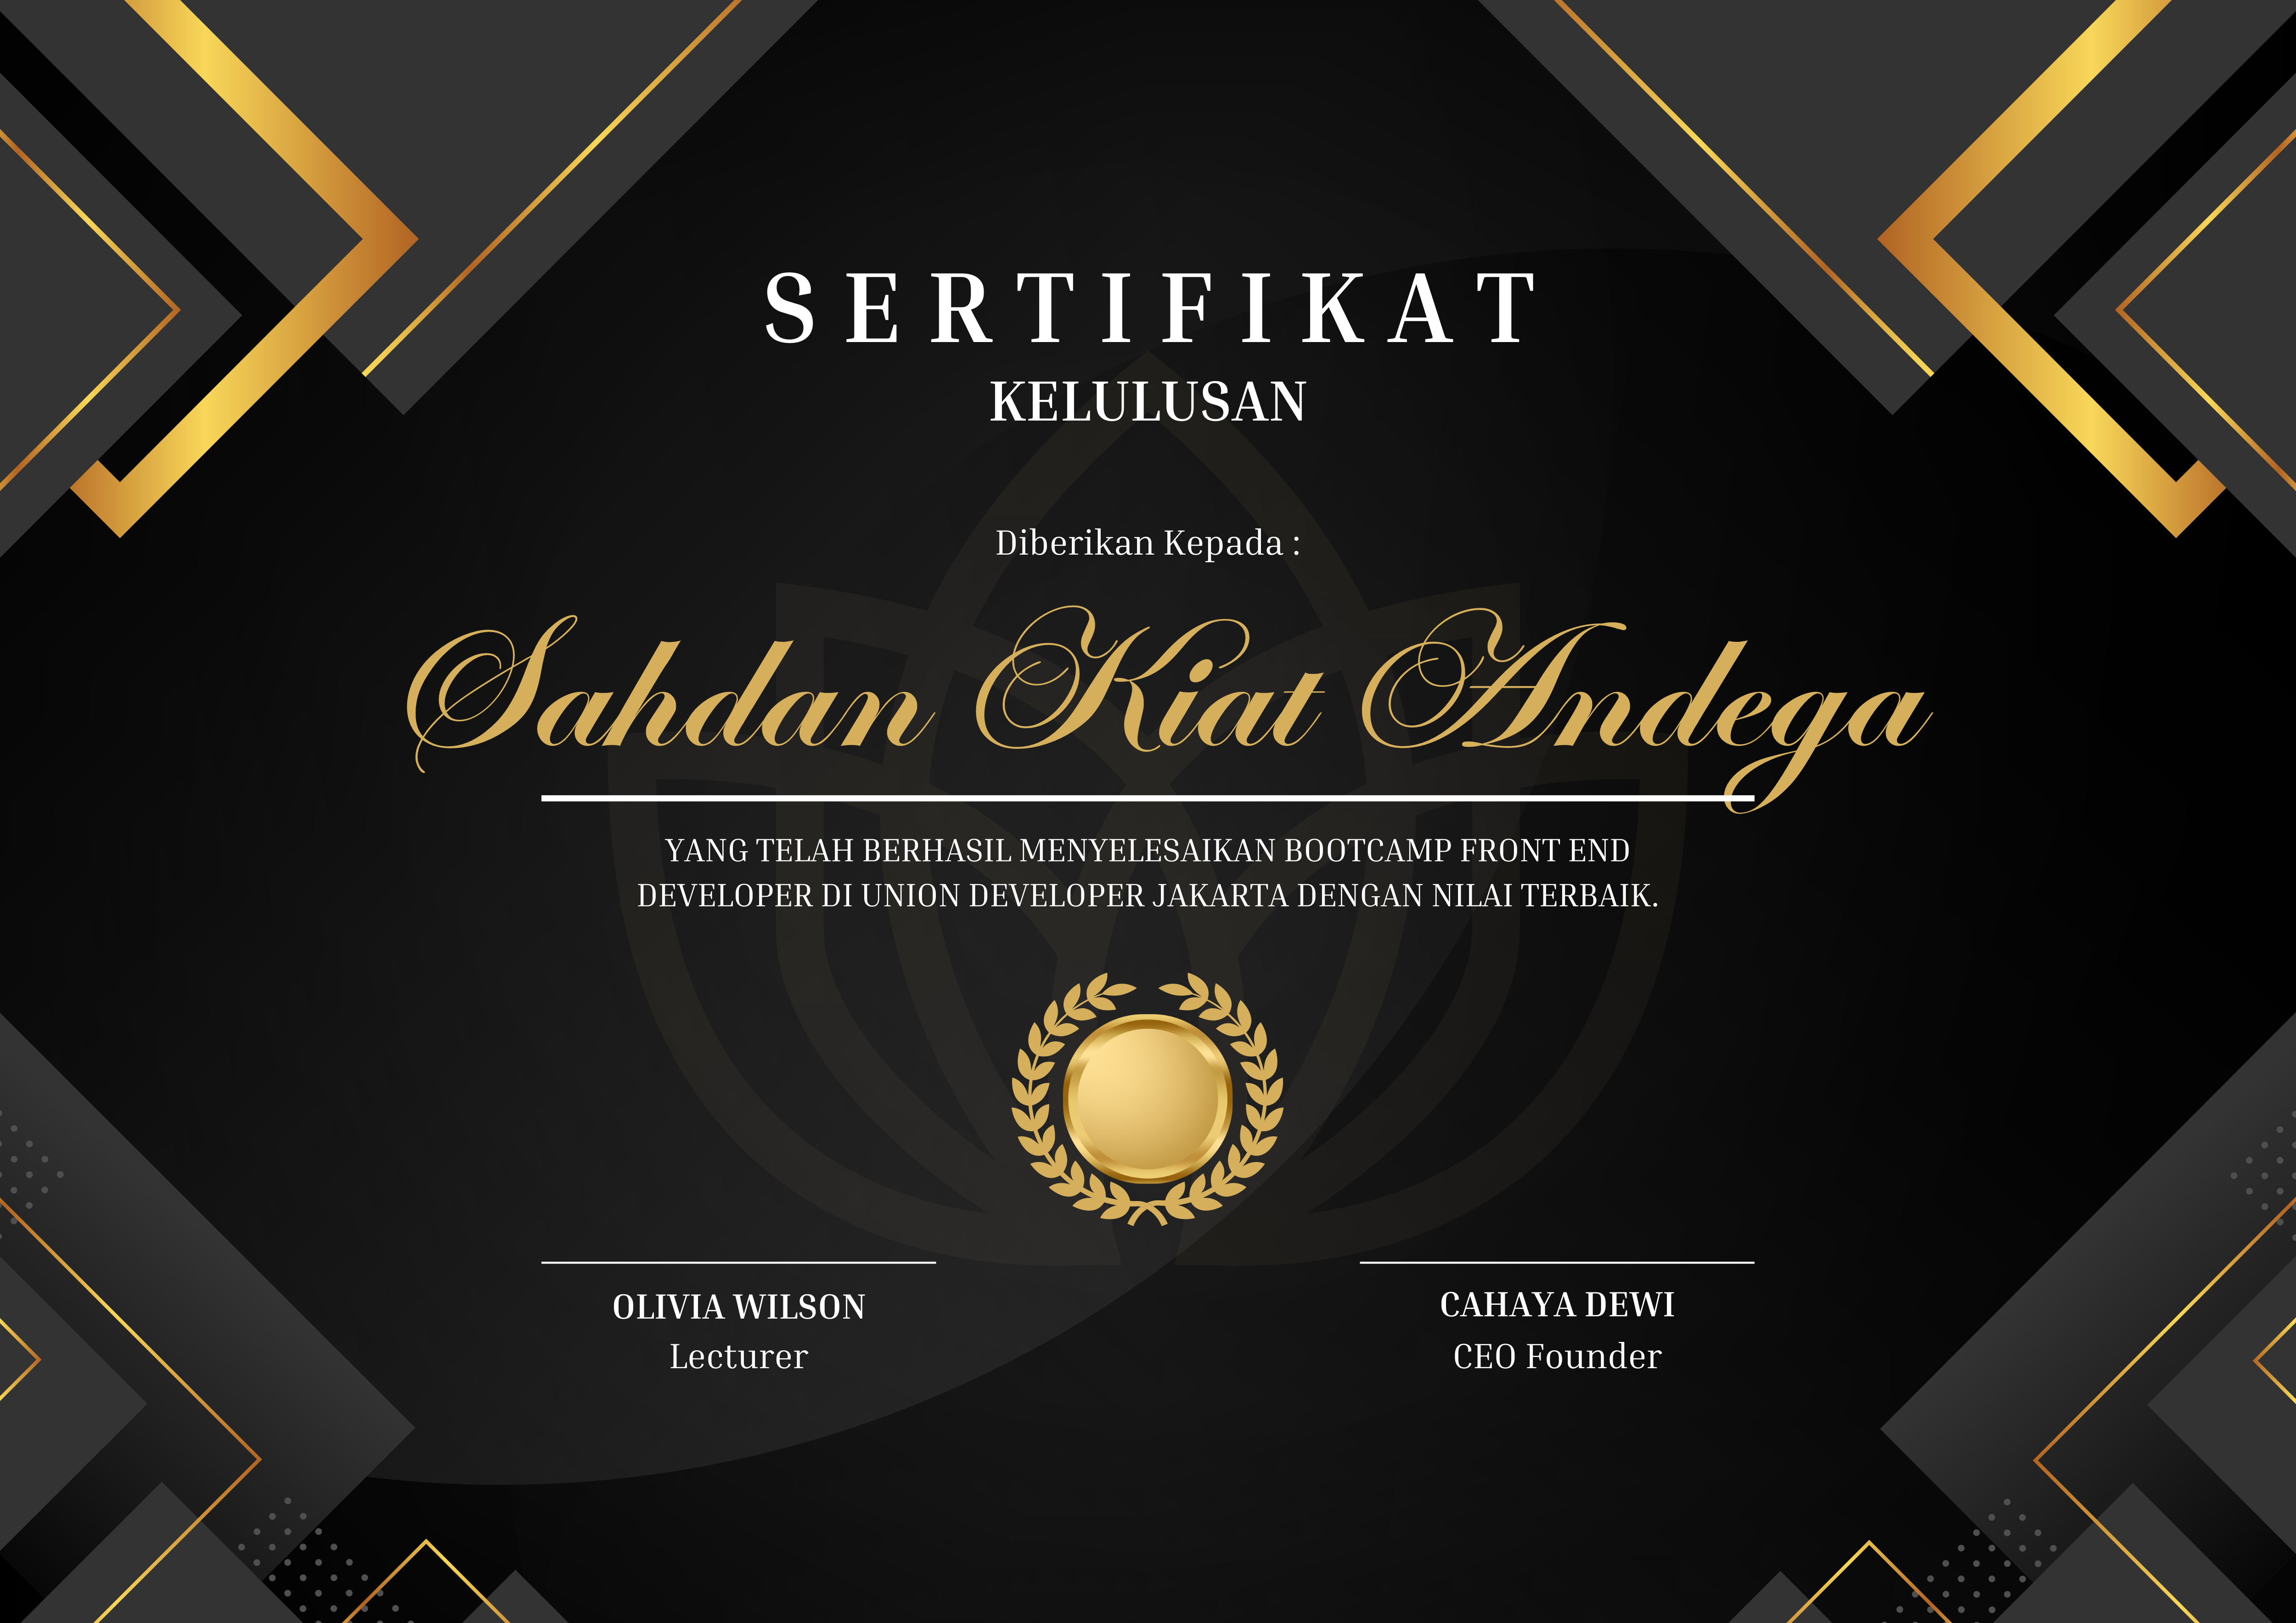 SERTIFIKAT
KELULUSAN
Diberikan Kepada :
Sahdan Kiat Andega
YANG TELAH BERHASIL MENYELESAIKAN BOOTCAMP FRONT END
DEVELOPER DI UNION DEVELOPER JAKARTA DENGAN NILAI TERBAIK.
OLIVIA WILSON
Lecturer
CAHAYA DEWI
CEO Founder